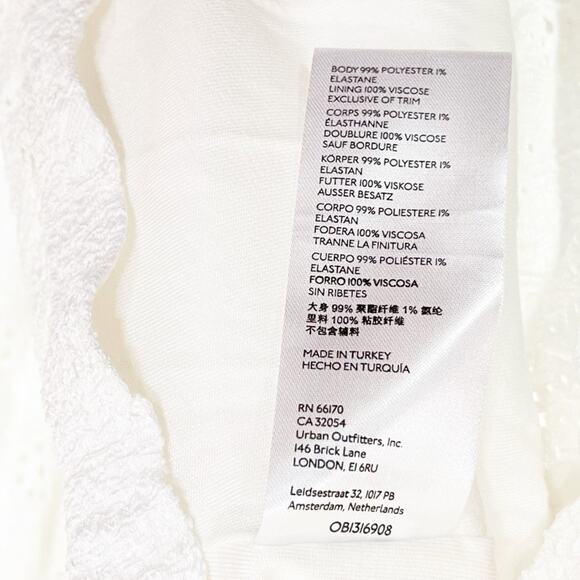 BODY 99% POLYESTER 1%
ELASTANE
LINING 100% VISCOSE
EXCLUSIVE OF TRIM
CORPS 99% POLYESTER 1%
ÉLASTHANNE
DOUBLURE 100% VISCOSE
SAUF BORDURE
KÖRPER 99% POLYESTER 1%
ELASTAN
FUTTER 100% VISKOSE
AUSSER BESATZ
CORPO 99% POLIESTERE 1%
ELASTAN
FODERA 100% VISCOSA
TRANNE LA FINITURA
CUERPO 99% POLIÉSTER 1%
ELASTANE
FORRO 100% VISCOSA
SIN RIBETES
大身 99% 聚酯纤维 1% 氨纶
里料 100% 粘胶纤维
不包含辅料
MADE IN TURKEY
HECHO EN TURQUÍA
RN 66170
CA 32054
Urban Outfitters, Inc.
146 Brick Lane
LONDON, E1 6RU
Leidsestraat 32, 1017 PB
Amsterdam, Netherlands
OB1316908